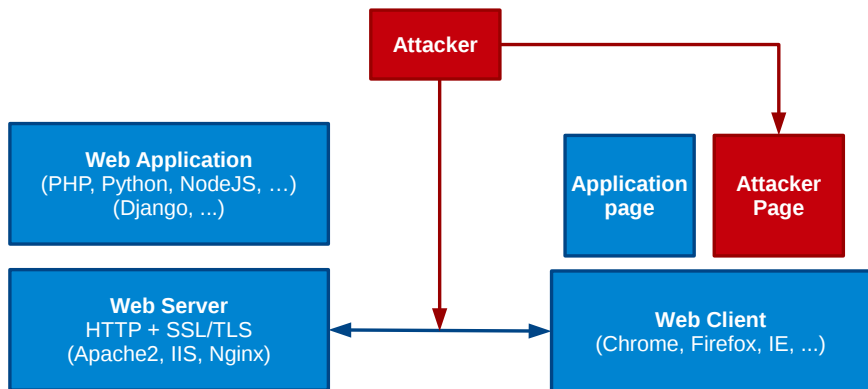 Attacker
Web Application
(PHP, Python, NodeJS, …)
(Django, ...)
Application
page
Attacker
Page
Web Server
HTTP + SSL/TLS
(Apache2, IIS, Nginx)
Web Client
(Chrome, Firefox, IE, ...)